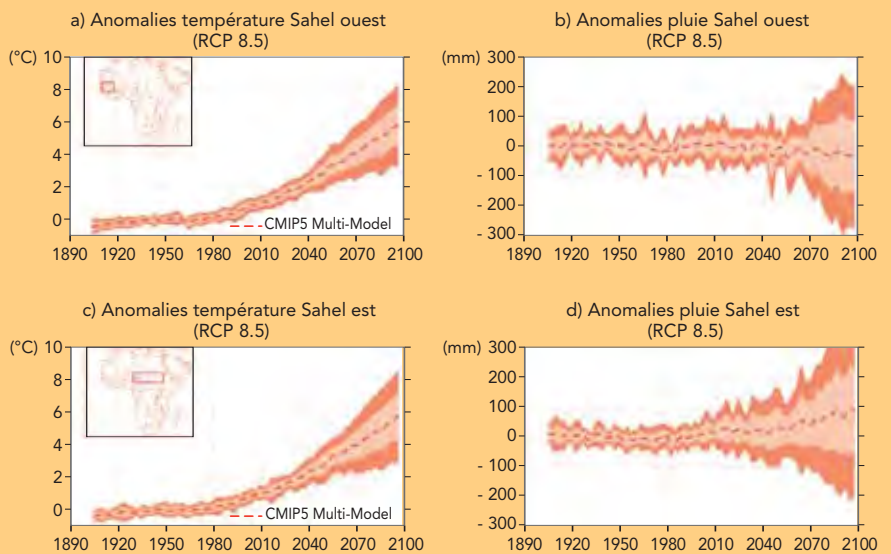 a) Anomalies température Sahel ouest
(RCP 8.5)
(°C)
10
8
6
4
2
0
CMIP5 Multi-Model
1890 1920 1950 1980 2010 2040 2070 2100
b) Anomalies pluie Sahel ouest
(RCP 8.5)
(mm)
300
200
100
0
- 100
- 200
- 300
1890 1920 1950 1980 2010 2040 2070 2100
c) Anomalies température Sahel est
(RCP 8.5)
(°C)
10
8
6
4
2
0
CMIP5 Multi-Model
1890 1920 1950 1980 2010 2040 2070 2100
d) Anomalies pluie Sahel est
(RCP 8.5)
(mm)
300
200
100
0
- 100
- 200
- 300
1890 1920 1950 1980 2010 2040 2070 2100